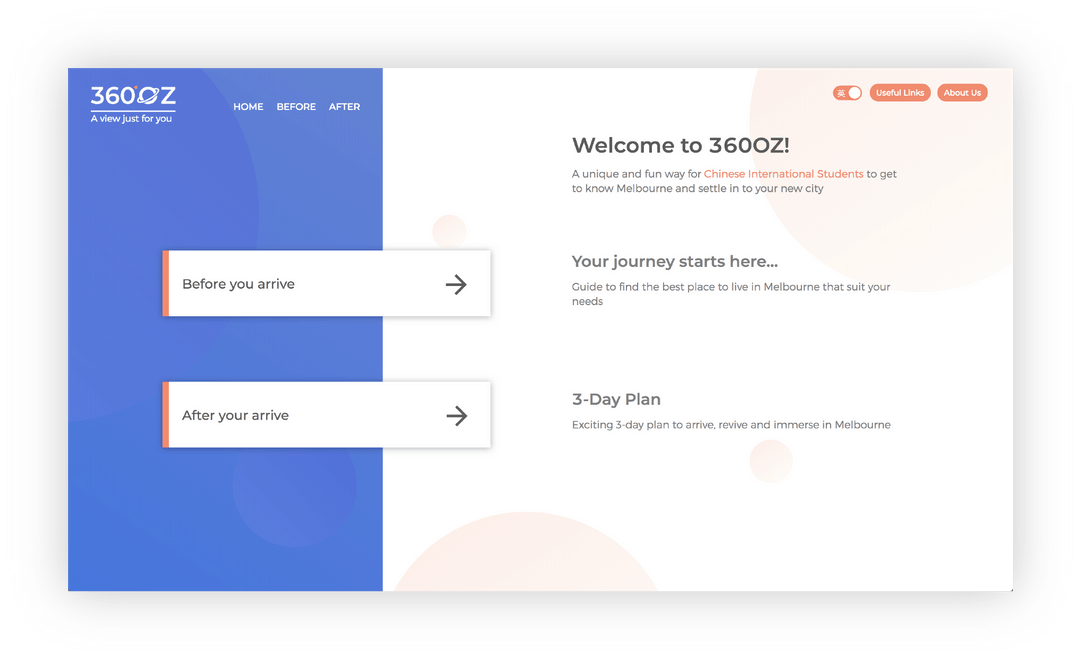 360OZ
A view just for you
HOME BEFORE AFTER
英
Useful Links
About Us
Welcome to 360OZ!
A unique and fun way for Chinese International Students to get
to know Melbourne and settle in to your new city
Before you arrive
Your journey starts here...
Guide to find the best place to live in Melbourne that suit your
needs
After your arrive
3-Day Plan
Exciting 3-day plan to arrive, revive and immerse in Melbourne